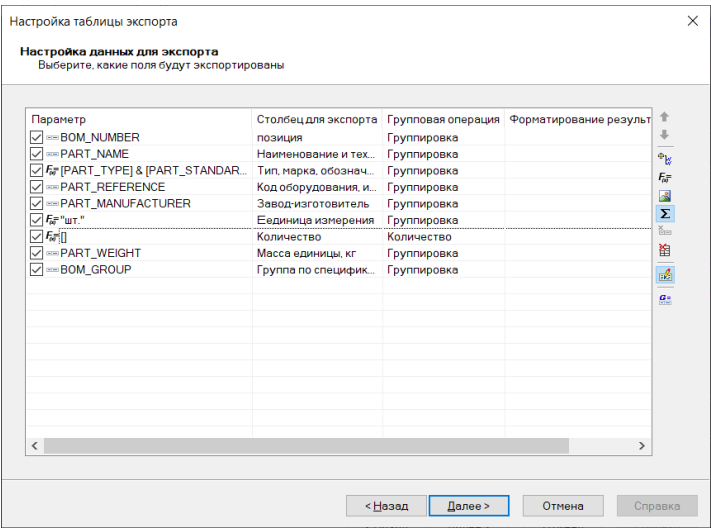 Настройка таблицы экспорта
Настройка данных для экспорта
Выберите, какие поля будут экспортированы
Параметр Столбец для экспорта Групповая операция Форматирование результ
BOM_NUMBER позиция Группировка
PART_NAME Наименование и тех... Группировка
[PART_TYPE] & [PART_STANDAR... Тип, марка, обознач... Группировка
PART_REFERENCE Код оборудования, и... Группировка
PART_MANUFACTURER Завод-изготовитель Группировка
"шт." Еединица измерения Группировка
[] Количество Количество
PART_WEIGHT Масса единицы, кг Группировка
BOM_GROUP Группа по специфик... Группировка
< Назад Далее > Отмена Справка